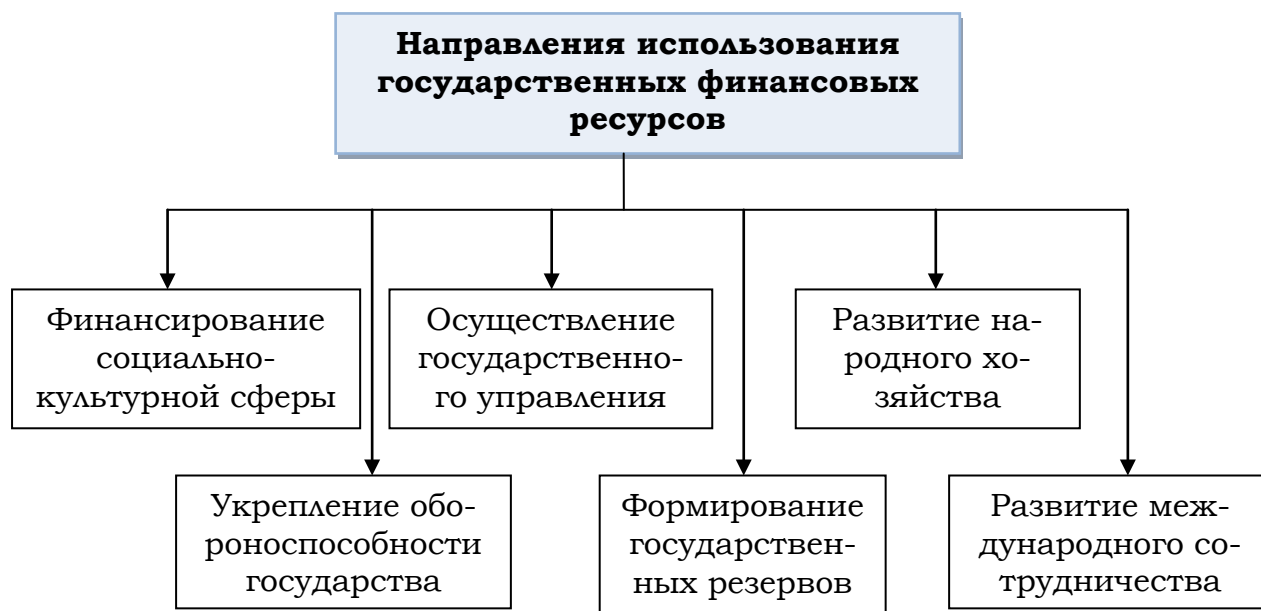 Направления использования
государственных финансовых
ресурсов
Финансирование
социально-
культурной сферы
Осуществление
государственно-
го управления
Развитие на-
родного хо-
зяйства
Укрепление обо-
роноспособности
государства
Формирование
государствен-
ных резервов
Развитие меж-
дународного со-
трудничества